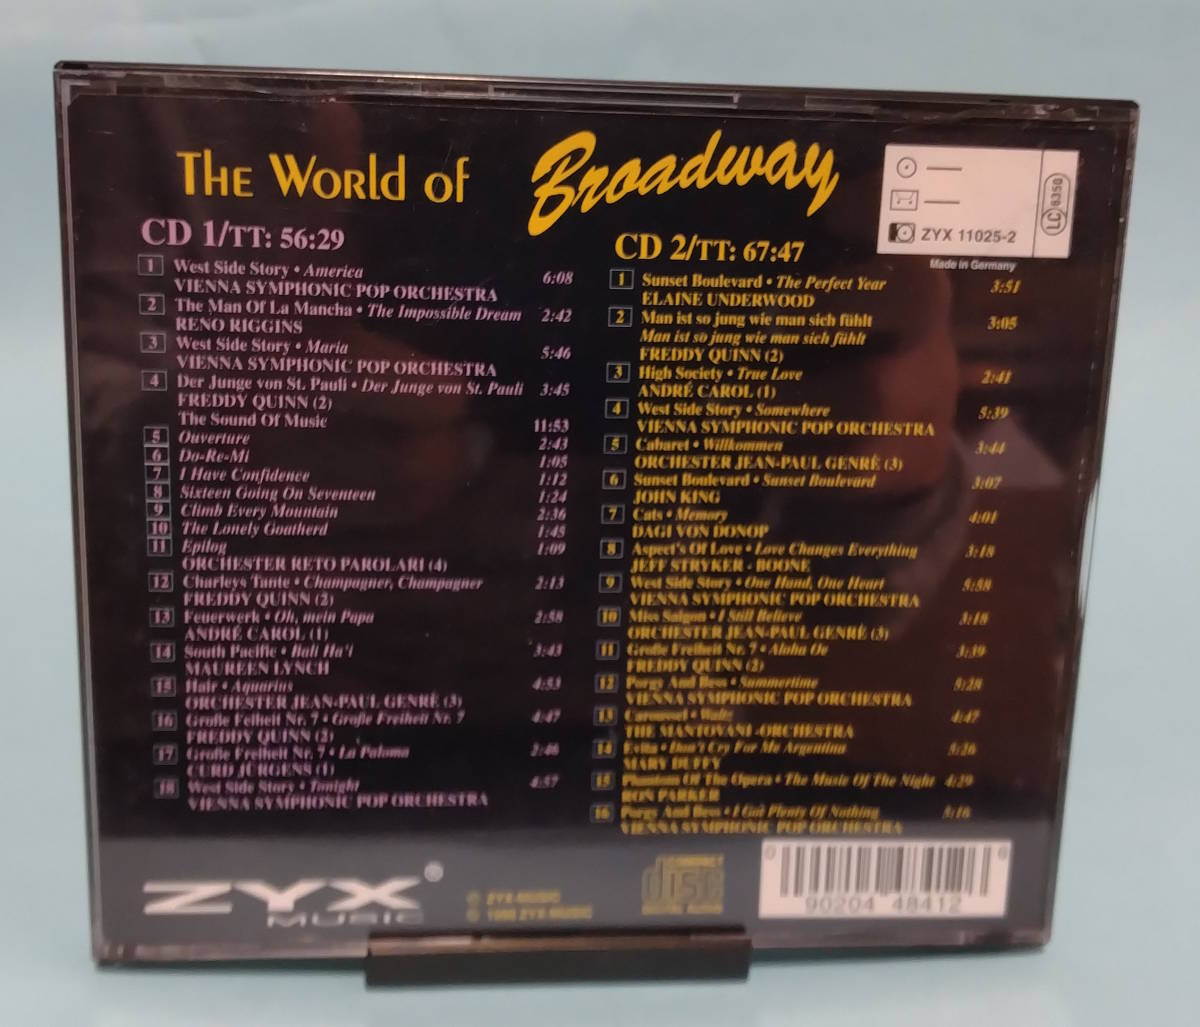 The World of Broadway
CD 1/TT: 56:29
1 West Side Story • America 6:08
VIENNA SYMPHONIC POP ORCHESTRA
2 The Man Of La Mancha • The Impossible Dream 2:42
RENO RIGGINS
3 West Side Story • Maria 5:46
VIENNA SYMPHONIC POP ORCHESTRA
4 Der Junge von St. Pauli • Der Junge von St. Pauli 3:45
FREDDY QUINN (2)
The Sound Of Music 11:53
5 Ouverture 2:43
6 Do-Re-Mi 1:05
7 I Have Confidence 1:12
8 Sixteen Going On Seventeen 1:24
9 Climb Every Mountain 2:36
10 The Lonely Goatherd 1:45
11 Epilog 1:09
ORCHESTER RETO PAROLARI (4)
12 Charleys Tante • Champagner, Champagner 2:13
FREDDY QUINN (2)
13 Feuerwerk • Oh, mein Papa 2:58
ANDRÉ CAROL (1)
14 South Pacific • Bali Ha'i 3:43
MAUREEN LYNCH
15 Hair • Aquarius 4:53
ORCHESTER JEAN-PAUL GENRÉ (3)
16 Große Feiheit Nr. 7 • Große Freiheit Nr. 7 4:47
FREDDY QUINN (2)
17 Große Freiheit Nr. 7 • La Paloma 2:46
CURD JÜRGENS (1)
18 West Side Story • Tonight 4:57
VIENNA SYMPHONIC POP ORCHESTRA
CD 2/TT: 67:47
1 Sunset Boulevard • The Perfect Year 3:51
ELAINE UNDERWOOD
2 Man ist so jung wie man sich fühlt 3:05
Man ist so jung wie man sich fühlt
FREDDY QUINN (2)
3 High Society • True Love 2:41
ANDRÉ CAROL (1)
4 West Side Story • Somewhere 5:39
VIENNA SYMPHONIC POP ORCHESTRA
5 Cabaret • Willkommen 3:44
ORCHESTER JEAN-PAUL GENRÉ (3)
6 Sunset Boulevard • Sunset Boulevard 3:07
JOHN KING
7 Cats • Memory 4:01
DAGI VON DONOP
8 Aspect's Of Love • Love Changes Everything 3:18
JEFF STRYKER - BOONE
9 West Side Story • One Hand, One Heart 5:58
VIENNA SYMPHONIC POP ORCHESTRA
10 Miss Saigon • I Still Believe 3:18
ORCHESTER JEAN-PAUL GENRÉ (3)
11 Große Freiheit Nr. 7 • Aloha Oe 3:39
FREDDY QUINN (2)
12 Porgy And Bess • Summertime 5:28
VIENNA SYMPHONIC POP ORCHESTRA
13 Carousel • Waltz 4:47
THE MANTOVANI -ORCHESTRA
14 Evita • Don't Cry For Me Argentina 5:26
MARY DUFFY
15 Phantom Of The Opera • The Music Of The Night 4:29
RON PARKER
16 Porgy And Bess • I Got Plenty Of Nothing 5:16
VIENNA SYMPHONIC POP ORCHESTRA
ZYX 11025-2
LC 6350
Made in Germany
ZYX ®
MUSIC
ZYX MUSIC
ZYX MUSIC
COMPACT
disc
DIGITAL AUDIO
0 90204 48412 6